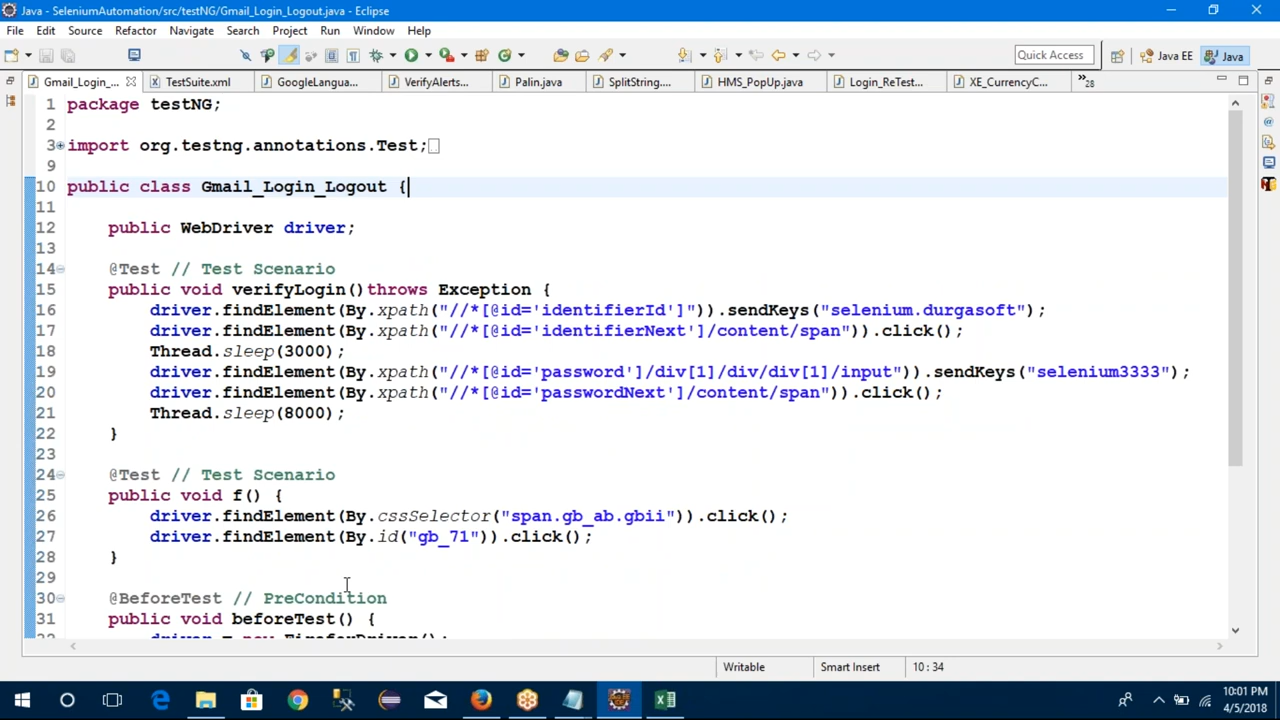 Java - SeleniumAutomation/src/testNG/Gmail_Login_Logout.java - Eclipse
File Edit Source Refactor Navigate Search Project Run Window Help
Quick Access Java EE Java
Gmail_Login_... TestSuite.xml GoogleLangua... VerifyAlerts... Palin.java SplitString.... HMS_PopUp.java Login_ReTest... XE_CurrencyC... »28
1 package testNG;
2
3 import org.testng.annotations.Test;
9
10 public class Gmail_Login_Logout {
11
12 public WebDriver driver;
13
14 @Test // Test Scenario
15 public void verifyLogin()throws Exception {
16 driver.findElement(By.xpath("//*[@id='identifierId']")).sendKeys("selenium.durgasoft");
17 driver.findElement(By.xpath("//*[@id='identifierNext']/content/span")).click();
18 Thread.sleep(3000);
19 driver.findElement(By.xpath("//*[@id='password']/div[1]/div/div[1]/input")).sendKeys("selenium3333");
20 driver.findElement(By.xpath("//*[@id='passwordNext']/content/span")).click();
21 Thread.sleep(8000);
22 }
23
24 @Test // Test Scenario
25 public void f() {
26 driver.findElement(By.cssSelector("span.gb_ab.gbii")).click();
27 driver.findElement(By.id("gb_71")).click();
28 }
29
30 @BeforeTest // PreCondition
31 public void beforeTest() {
32 driver = new FirefoxDriver();
Writable Smart Insert 10 : 34
10:01 PM
4/5/2018